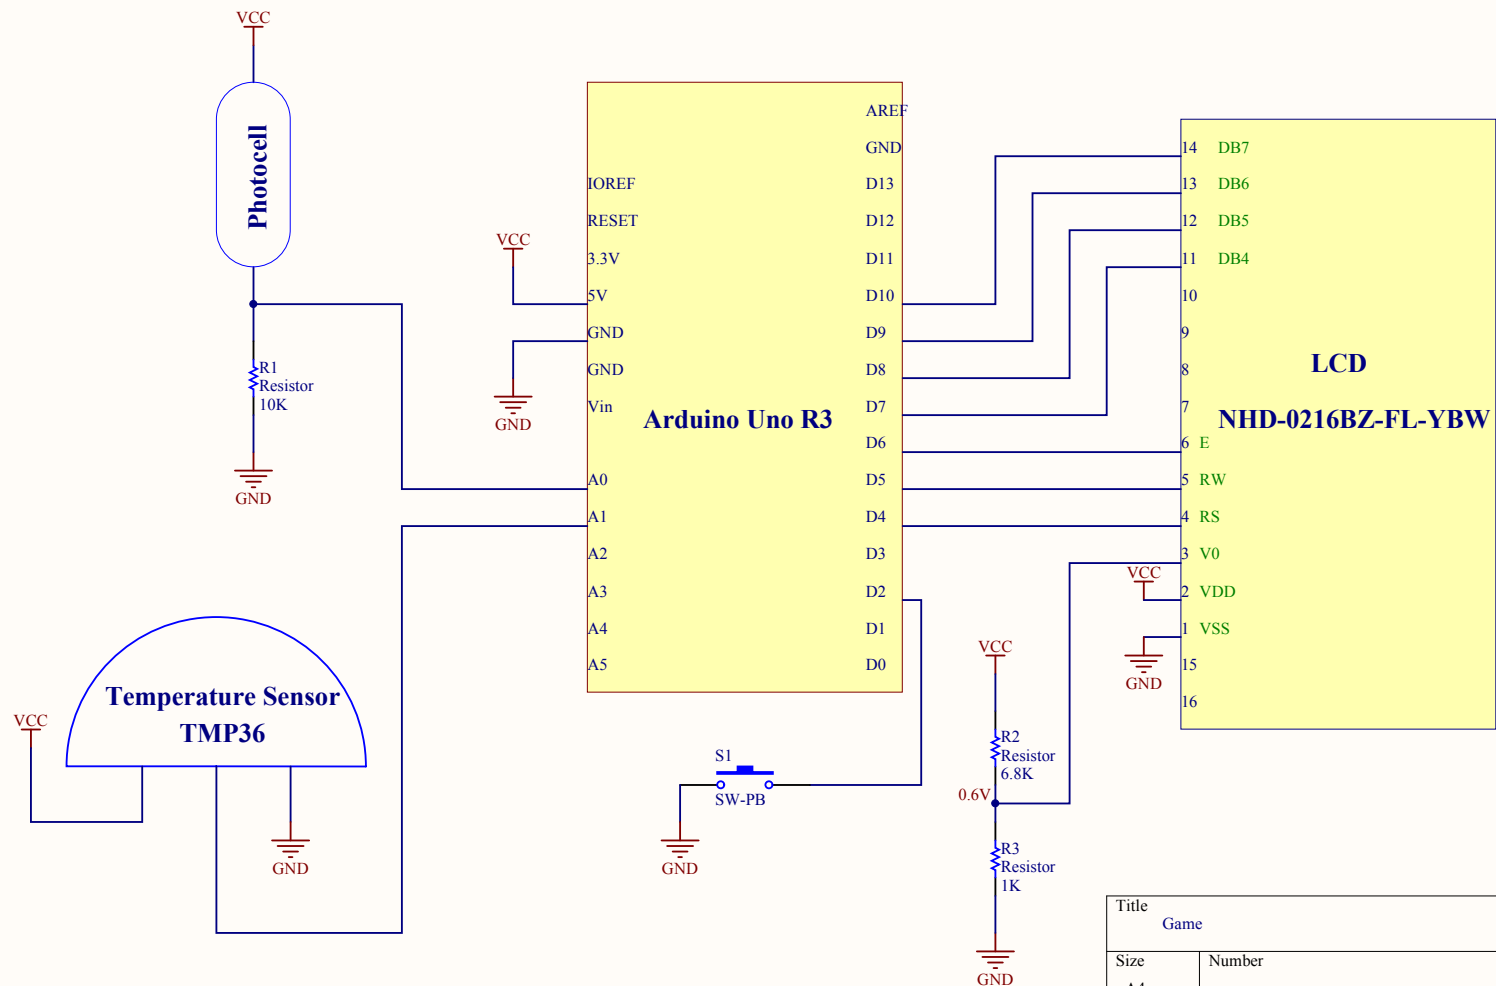 VCC
Photocell
R1
Resistor
10K
GND
VCC
GND
Temperature Sensor
TMP36
VCC
GND
IOREF
RESET
3.3V
5V
GND
GND
Vin
A0
A1
A2
A3
A4
A5
Arduino Uno R3
AREF
GND
D13
D12
D11
D10
D9
D8
D7
D6
D5
D4
D3
D2
D1
D0
S1
SW-PB
GND
VCC
R2
Resistor
6.8K
0.6V
R3
Resistor
1K
GND
VCC
GND
14 DB7
13 DB6
12 DB5
11 DB4
10
9
8
7
6 E
5 RW
4 RS
3 V0
2 VDD
1 VSS
15
16
LCD
NHD-0216BZ-FL-YBW
Title
Game
Size Number
A4